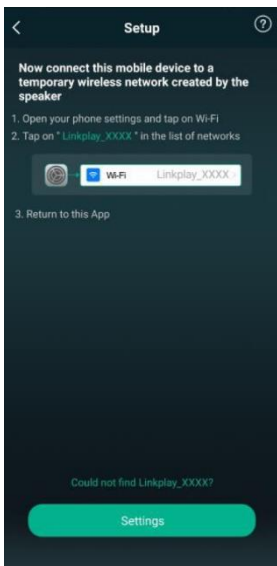 Setup
?
Now connect this mobile device to a
temporary wireless network created by the
speaker
1. Open your phone settings and tap on Wi-Fi
2. Tap on " Linkplay_XXXX " in the list of networks
Wi-Fi Linkplay_XXXX >
3. Return to this App
Could not find Linkplay_XXXX?
Settings